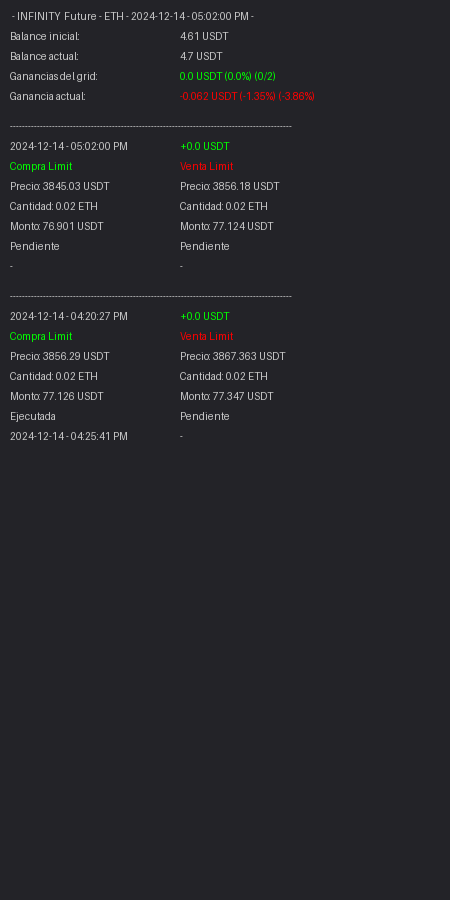 - INFINITY Future - ETH - 2024-12-14 - 05:02:00 PM -
Balance inicial: 4.61 USDT
Balance actual: 4.7 USDT
Ganancias del grid: 0.0 USDT (0.0%) (0/2)
Ganancia actual: -0.062 USDT (-1.35%) (-3.86%)
----------------------------------------------------------------------------------------------
2024-12-14 - 05:02:00 PM +0.0 USDT
Compra Limit Venta Limit
Precio: 3845.03 USDT Precio: 3856.18 USDT
Cantidad: 0.02 ETH Cantidad: 0.02 ETH
Monto: 76.901 USDT Monto: 77.124 USDT
Pendiente Pendiente
- -
----------------------------------------------------------------------------------------------
2024-12-14 - 04:20:27 PM +0.0 USDT
Compra Limit Venta Limit
Precio: 3856.29 USDT Precio: 3867.363 USDT
Cantidad: 0.02 ETH Cantidad: 0.02 ETH
Monto: 77.126 USDT Monto: 77.347 USDT
Ejecutada Pendiente
2024-12-14 - 04:25:41 PM -